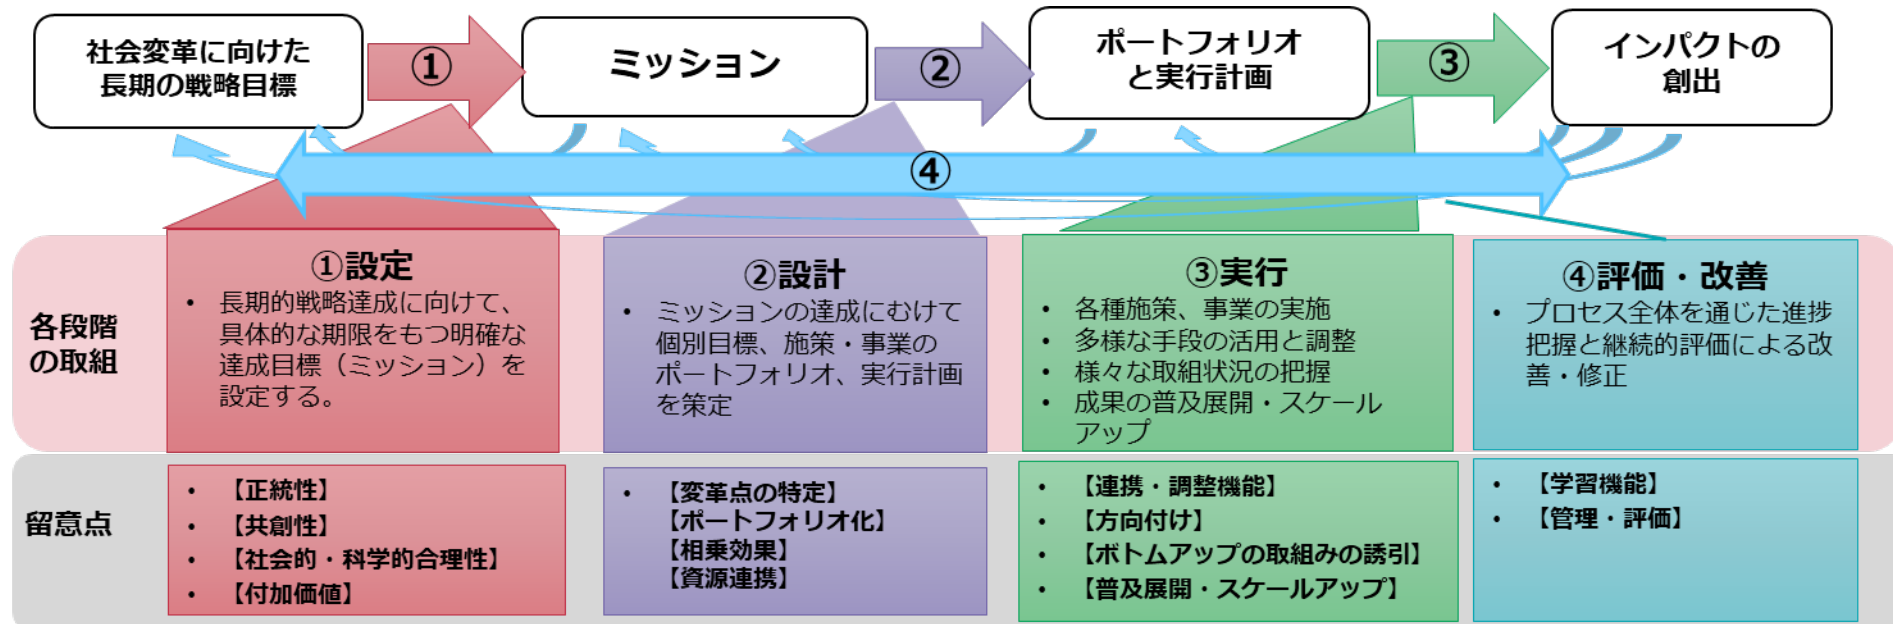 社会変革に向けた
長期の戦略目標
①
ミッション
②
ポートフォリオ
と実行計画
③
インパクトの
創出
④
各段階
の取組
①設定
• 長期的戦略達成に向けて、
具体的な期限をもつ明確な
達成目標（ミッション）を
設定する。
②設計
• ミッションの達成にむけて
個別目標、施策・事業の
ポートフォリオ、実行計画
を策定
③実行
• 各種施策、事業の実施
• 多様な手段の活用と調整
• 様々な取組状況の把握
• 成果の普及展開・スケール
アップ
④評価・改善
• プロセス全体を通じた進捗
把握と継続的評価による改
善・修正
留意点
• 【正統性】
• 【共創性】
• 【社会的・科学的合理性】
• 【付加価値】
• 【変革点の特定】
【ポートフォリオ化】
【相乗効果】
【資源連携】
• 【連携・調整機能】
• 【方向付け】
• 【ボトムアップの取組みの誘引】
• 【普及展開・スケールアップ】
• 【学習機能】
• 【管理・評価】